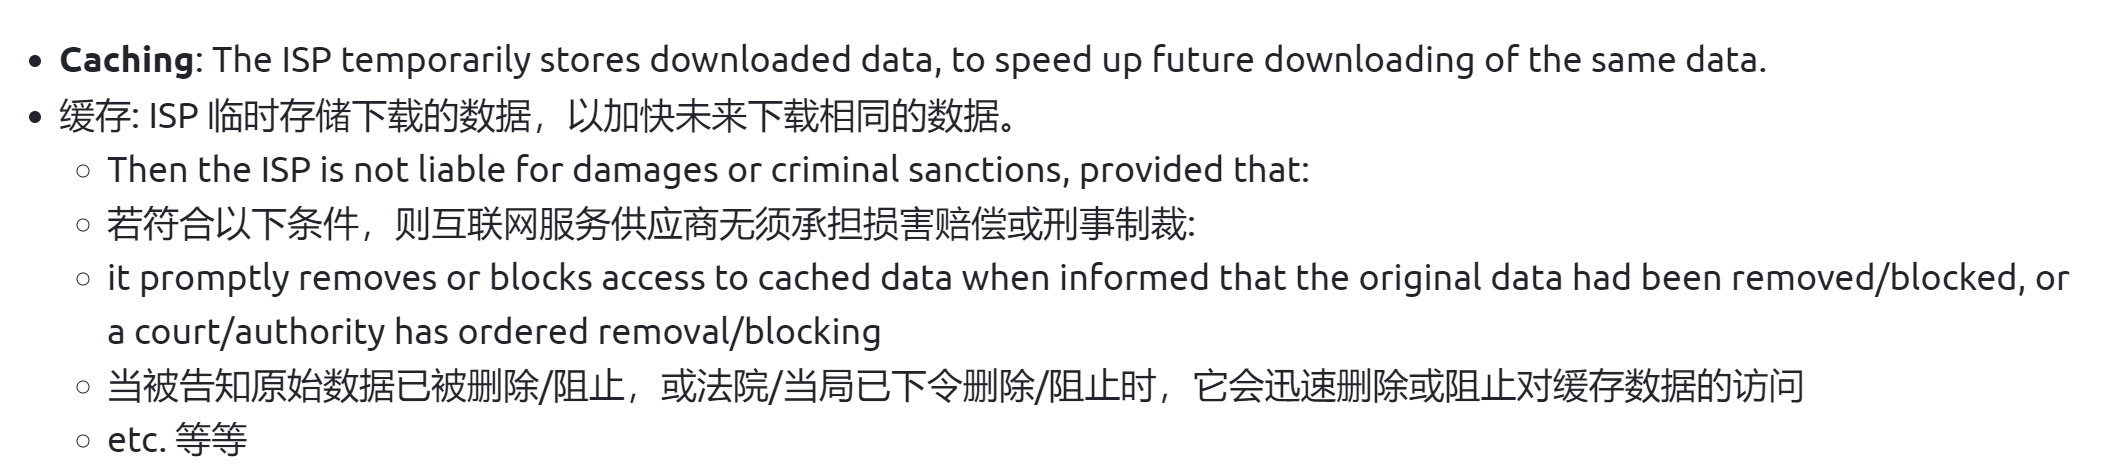 Caching: The ISP temporarily stores downloaded data, to speed up future downloading of the same data.
缓存: ISP 临时存储下载的数据，以加快未来下载相同的数据。
Then the ISP is not liable for damages or criminal sanctions, provided that:
若符合以下条件，则互联网服务供应商无须承担损害赔偿或刑事制裁:
it promptly removes or blocks access to cached data when informed that the original data had been removed/blocked, or
a court/authority has ordered removal/blocking
当被告知原始数据已被删除/阻止，或法院/当局已下令删除/阻止时，它会迅速删除或阻止对缓存数据的访问
etc. 等等